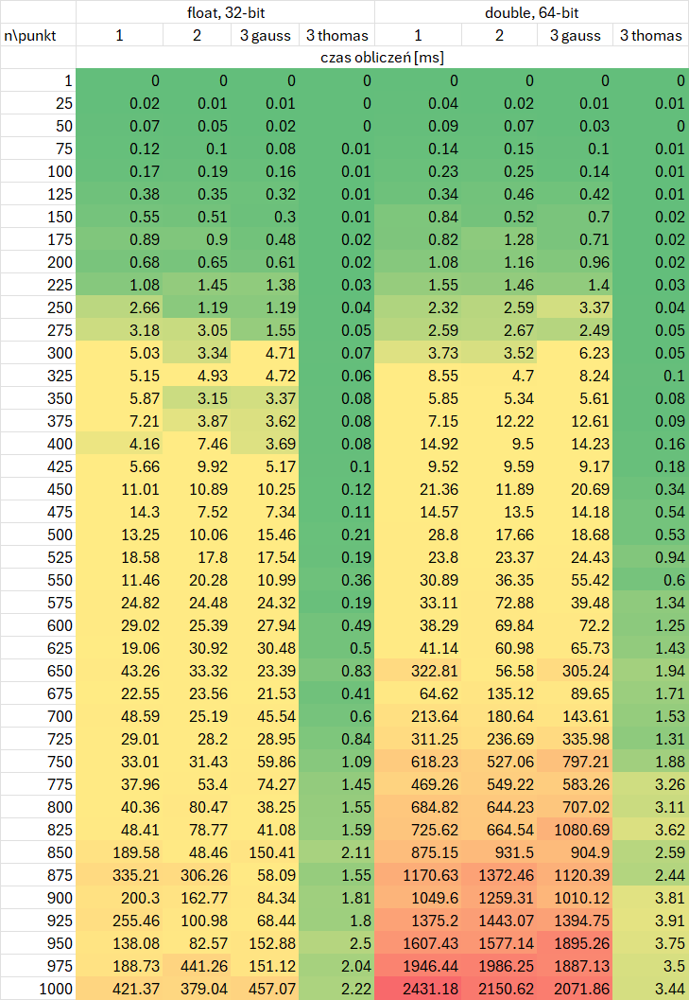 float, 32-bit double, 64-bit
n\punkt 1 2 3 gauss 3 thomas 1 2 3 gauss 3 thomas
czas obliczeń [ms]
1 0 0 0 0 0 0 0 0
25 0.02 0.01 0.01 0 0.04 0.02 0.01 0.01
50 0.07 0.05 0.02 0 0.09 0.07 0.03 0
75 0.12 0.1 0.08 0.01 0.14 0.15 0.1 0.01
100 0.17 0.19 0.16 0.01 0.23 0.25 0.14 0.01
125 0.38 0.35 0.32 0.01 0.34 0.46 0.42 0.01
150 0.55 0.51 0.3 0.01 0.84 0.52 0.7 0.02
175 0.89 0.9 0.48 0.02 0.82 1.28 0.71 0.02
200 0.68 0.65 0.61 0.02 1.08 1.16 0.96 0.02
225 1.08 1.45 1.38 0.03 1.55 1.46 1.4 0.03
250 2.66 1.19 1.19 0.04 2.32 2.59 3.37 0.04
275 3.18 3.05 1.55 0.05 2.59 2.67 2.49 0.05
300 5.03 3.34 4.71 0.07 3.73 3.52 6.23 0.05
325 5.15 4.93 4.72 0.06 8.55 4.7 8.24 0.1
350 5.87 3.15 3.37 0.08 5.85 5.34 5.61 0.08
375 7.21 3.87 3.62 0.08 7.15 12.22 12.61 0.09
400 4.16 7.46 3.69 0.08 14.92 9.5 14.23 0.16
425 5.66 9.92 5.17 0.1 9.52 9.59 9.17 0.18
450 11.01 10.89 10.25 0.12 21.36 11.89 20.69 0.34
475 14.3 7.52 7.34 0.11 14.57 13.5 14.18 0.54
500 13.25 10.06 15.46 0.21 28.8 17.66 18.68 0.53
525 18.58 17.8 17.54 0.19 23.8 23.37 24.43 0.94
550 11.46 20.28 10.99 0.36 30.89 36.35 55.42 0.6
575 24.82 24.48 24.32 0.19 33.11 72.88 39.48 1.34
600 29.02 25.39 27.94 0.49 38.29 69.84 72.2 1.25
625 19.06 30.92 30.48 0.5 41.14 60.98 65.73 1.43
650 43.26 33.32 23.39 0.83 322.81 56.58 305.24 1.94
675 22.55 23.56 21.53 0.41 64.62 135.12 89.65 1.71
700 48.59 25.19 45.54 0.6 213.64 180.64 143.61 1.53
725 29.01 28.2 28.95 0.84 311.25 236.69 335.98 1.31
750 33.01 31.43 59.86 1.09 618.23 527.06 797.21 1.88
775 37.96 53.4 74.27 1.45 469.26 549.22 583.26 3.26
800 40.36 80.47 38.25 1.55 684.82 644.23 707.02 3.11
825 48.41 78.77 41.08 1.59 725.62 664.54 1080.69 3.62
850 189.58 48.46 150.41 2.11 875.15 931.5 904.9 2.59
875 335.21 306.26 58.09 1.55 1170.63 1372.46 1120.39 2.44
900 200.3 162.77 84.34 1.81 1049.6 1259.31 1010.12 3.81
925 255.46 100.98 68.44 1.8 1375.2 1443.07 1394.75 3.91
950 138.08 82.57 152.88 2.5 1607.43 1577.14 1895.26 3.75
975 188.73 441.26 151.12 2.04 1946.44 1986.25 1887.13 3.5
1000 421.37 379.04 457.07 2.22 2431.18 2150.62 2071.86 3.44